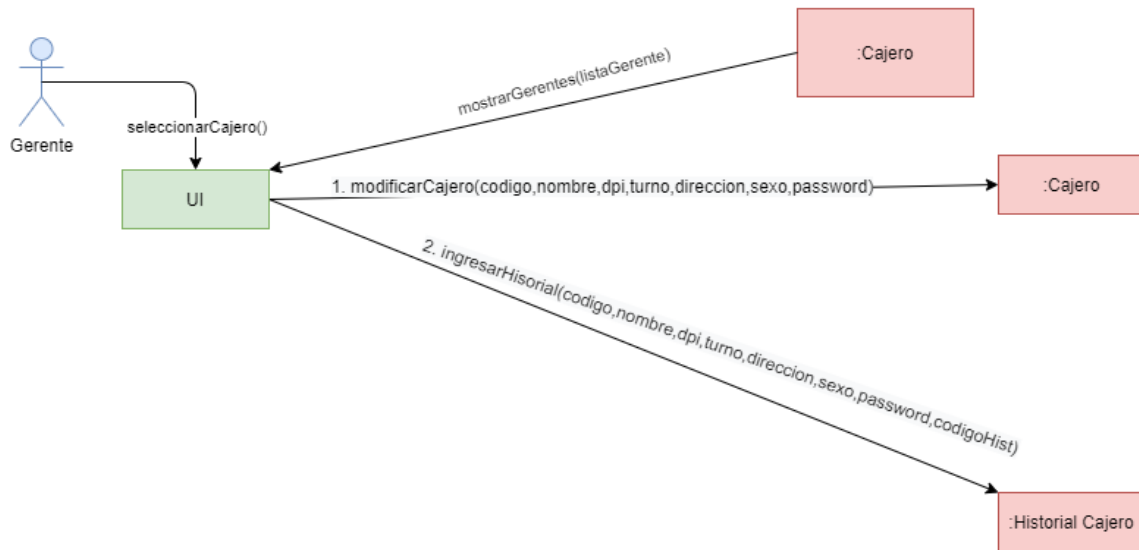 :Cajero
mostrarGerentes(listaGerente)
Gerente
seleccionarCajero()
UI
1. modificarCajero(codigo,nombre,dpi,turno,direccion,sexo,password)
:Cajero
2. ingresarHisorial(codigo,nombre,dpi,turno,direccion,sexo,password,codigoHist)
:Historial Cajero